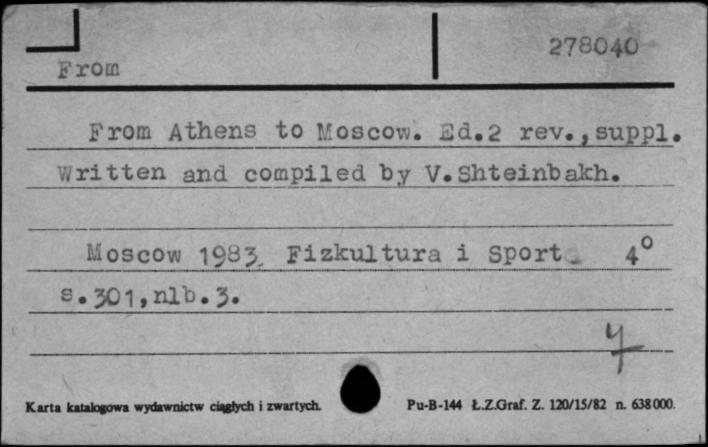 278040
From
From Athens to Moscow. Ed.2 rev.,suppl.
Written and compiled by V.Shteinbakh.
Moscow 1983 Fizkultura i Sport 4°
s.301,nlb.3.
4
Karta katalogowa wydawnictw ciągłych i zwartych. Pu-B-144 Ł.Z.Graf. Z. 120/15/82 n. 638000.